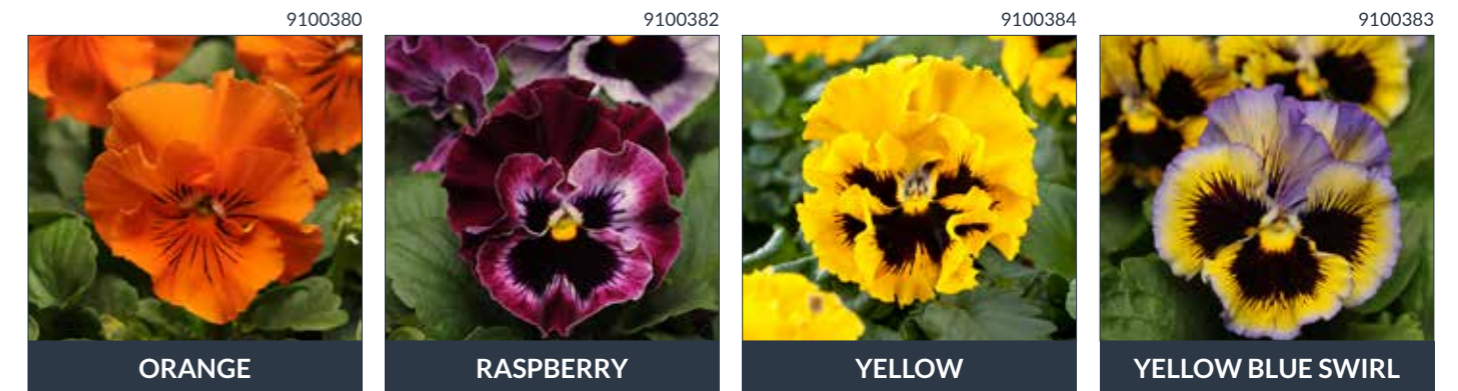 9100380
9100382
9100384
9100383
ORANGE
RASPBERRY
YELLOW
YELLOW BLUE SWIRL